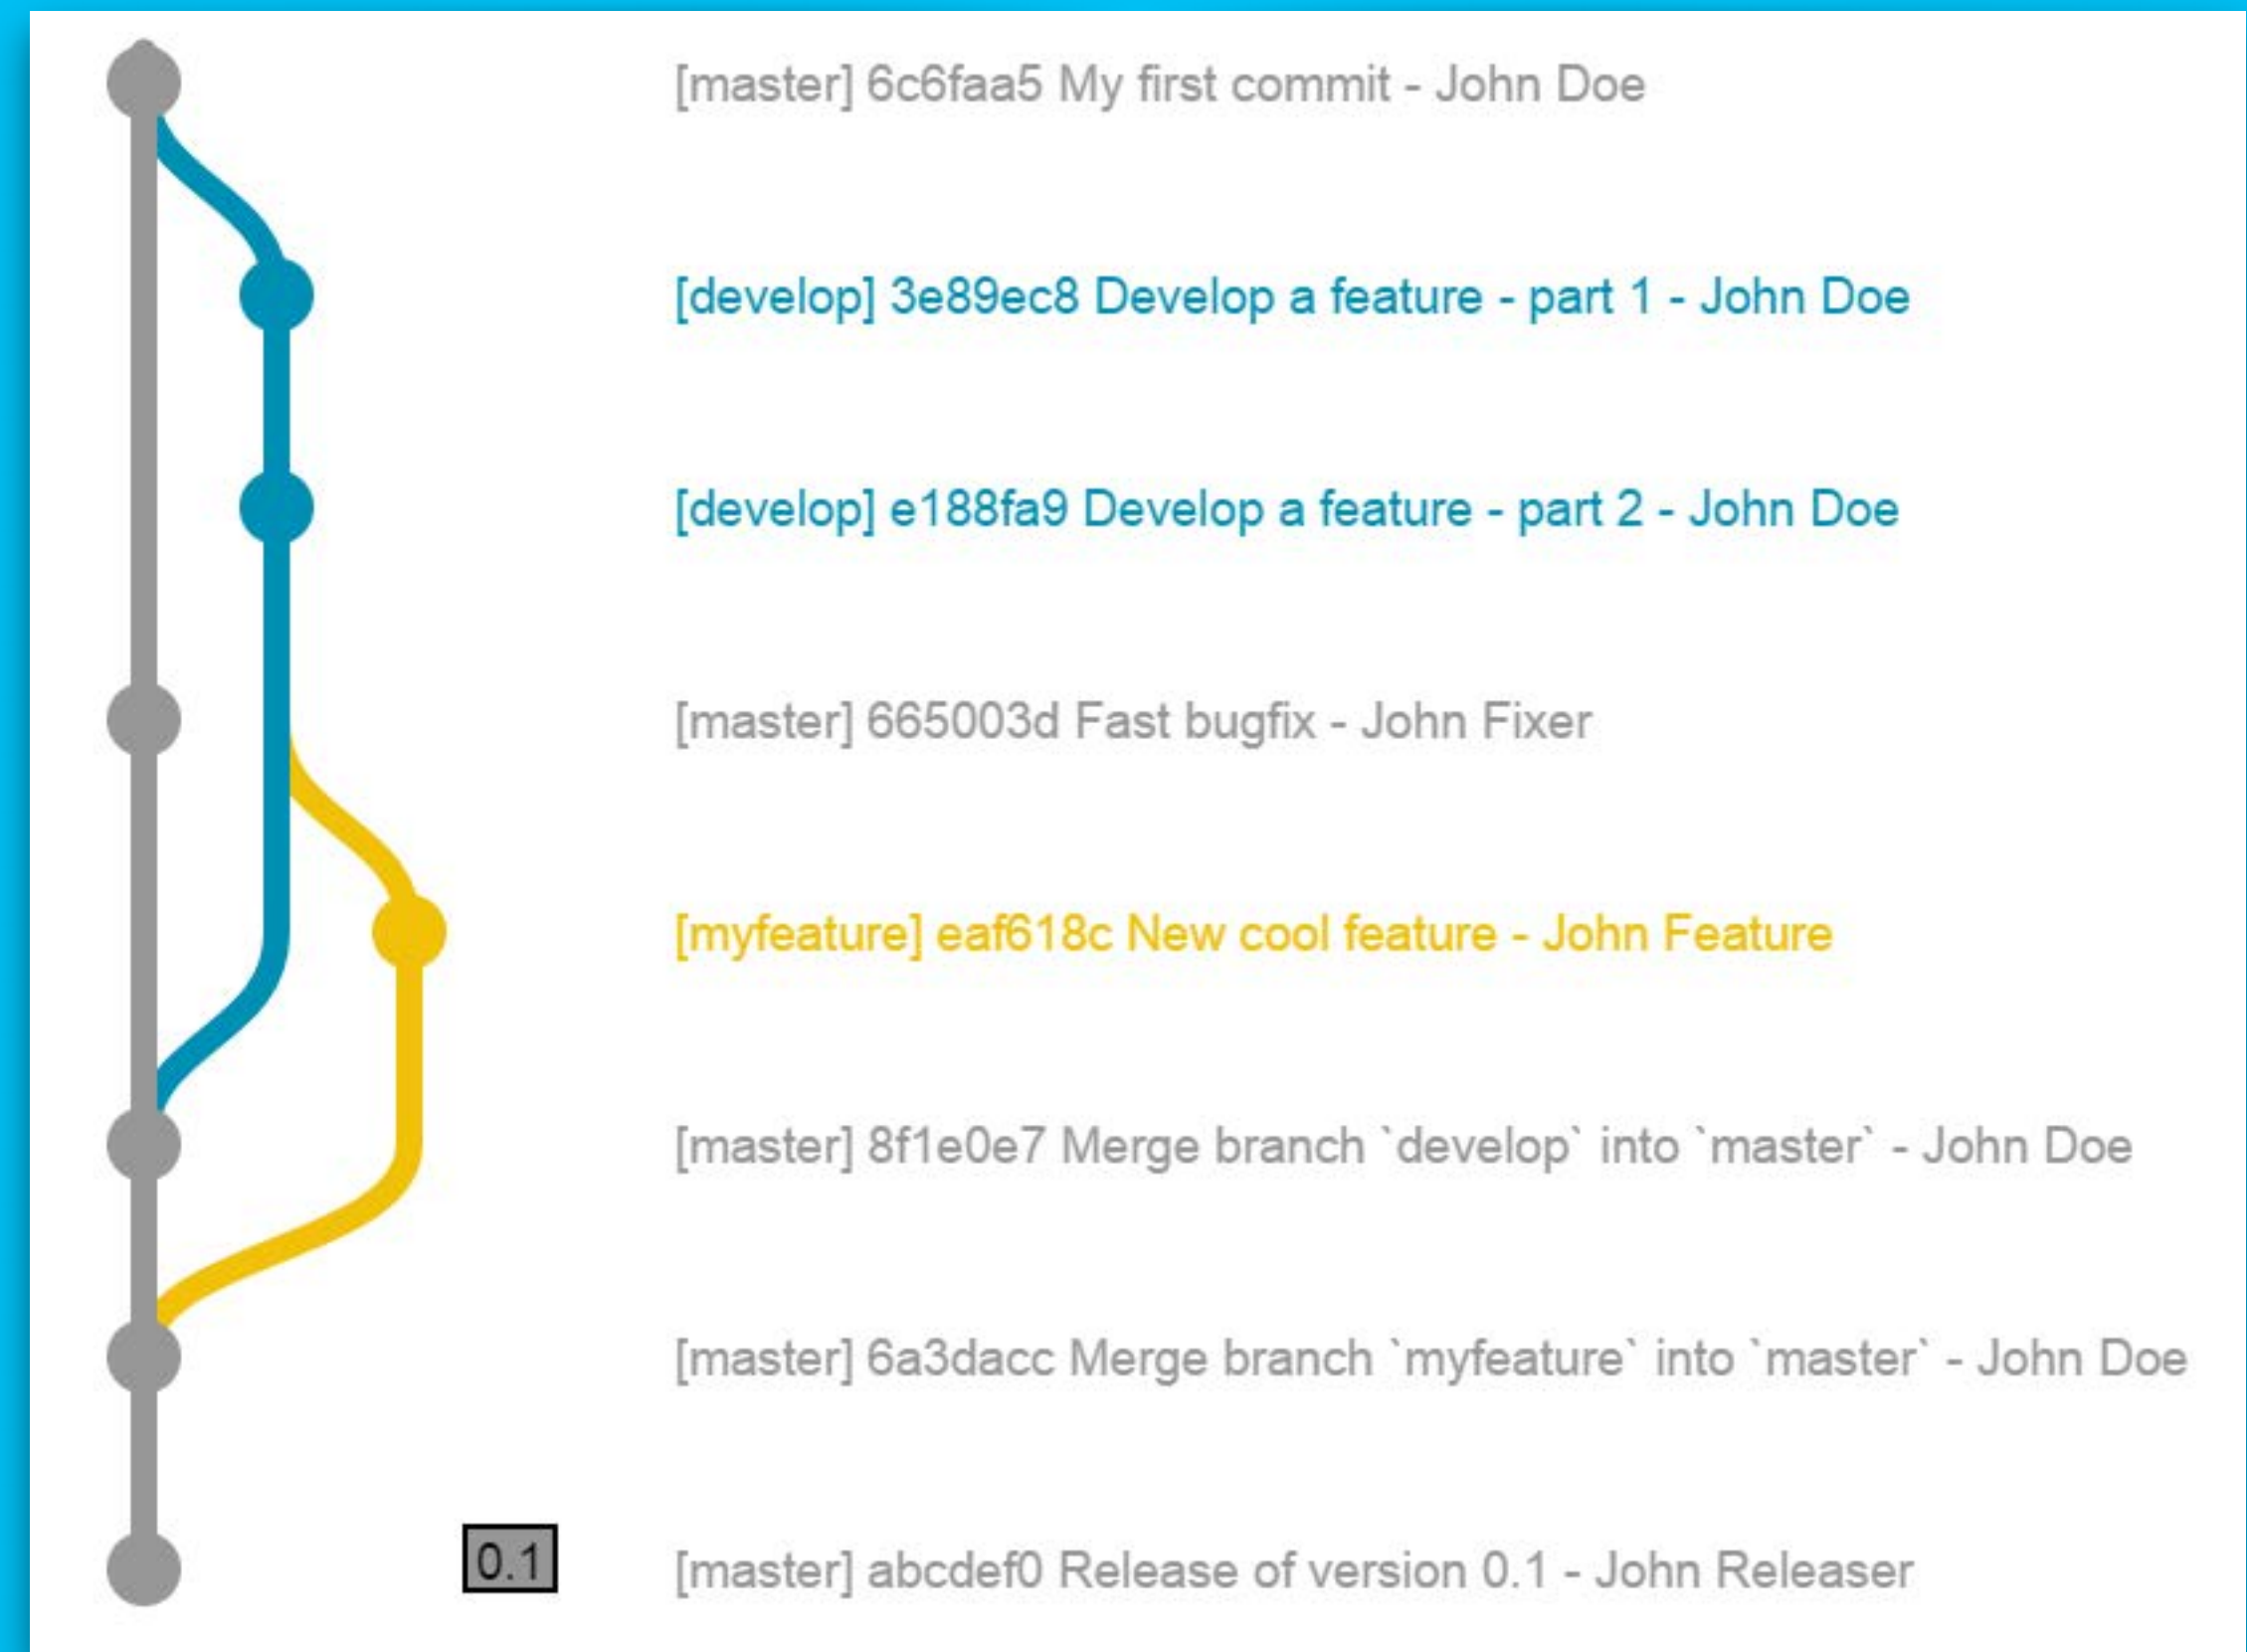 [master] 6c6faa5 My first commit - John Doe
[develop] 3e89ec8 Develop a feature - part 1 - John Doe
[develop] e188fa9 Develop a feature - part 2 - John Doe
[master] 665003d Fast bugfix - John Fixer
[myfeature] eaf618c New cool feature - John Feature
[master] 8f1e0e7 Merge branch `develop` into `master` - John Doe
[master] 6a3dacc Merge branch `myfeature` into `master` - John Doe
0.1 [master] abcdef0 Release of version 0.1 - John Releaser